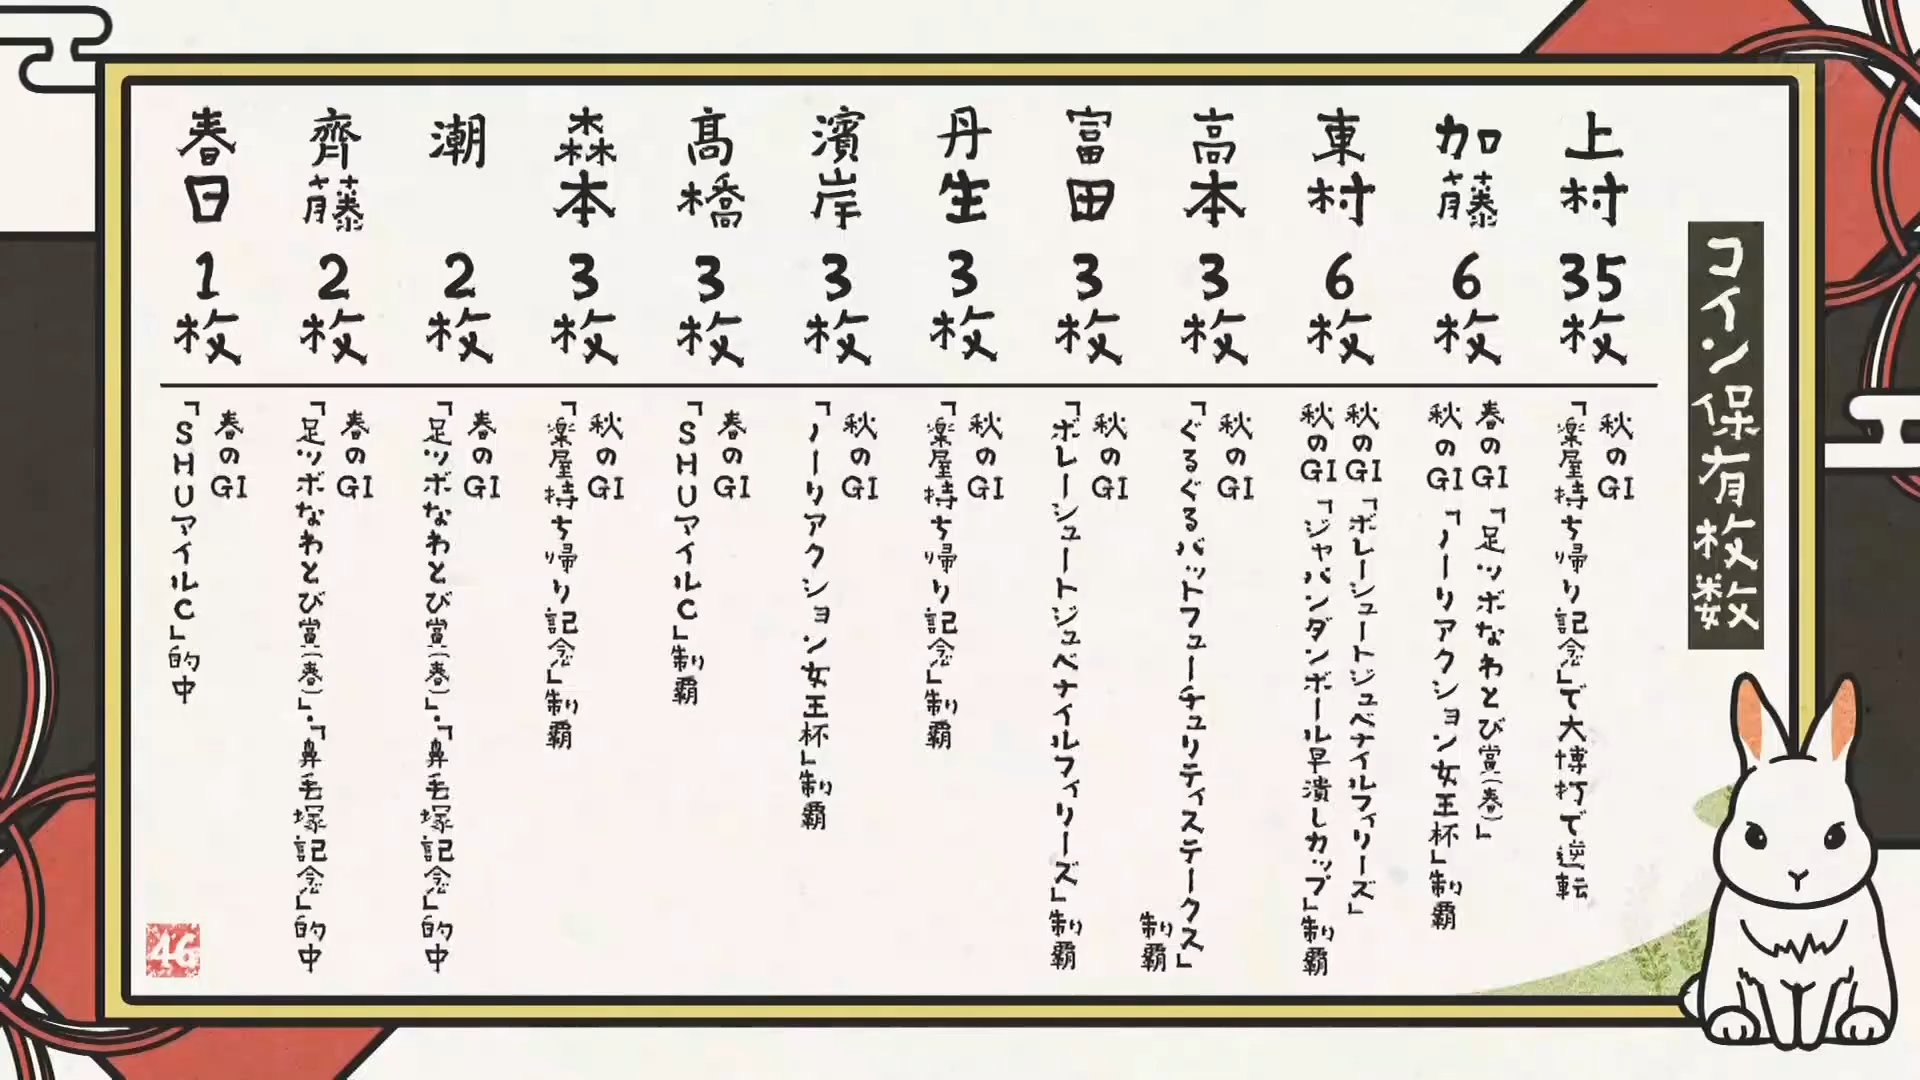 コイン保有枚数
上村
35枚
秋のGI
「楽屋持ち帰り記念」で大博打で逆転
加藤
6枚
春のGI「足ツボなわとび賞(春)」
秋のGI「ノーリアクション女王杯」制覇
東村
6枚
秋のGI「ボレーシュートジュベナイルフィリーズ」
秋のGI「ジャパンダンボール早潰しカップ」制覇
高本
3枚
秋のGI
「ぐるぐるバットフューチュリティステークス」
制覇
富田
3枚
秋のGI
「ボレーシュートジュベナイルフィリーズ」制覇
丹生
3枚
秋のGI
「楽屋持ち帰り記念」制覇
濱岸
3枚
秋のGI
「ノーリアクション女王杯」制覇
髙橋
3枚
春のGI
「SHUマイルC」制覇
森本
3枚
秋のGI
「楽屋持ち帰り記念」制覇
潮
2枚
春のGI
「足ツボなわとび賞(春)」・「鼻毛塚記念」的中
齊藤
2枚
春のGI
「足ツボなわとび賞(春)」・「鼻毛塚記念」的中
春日
1枚
春のGI
「SHUマイルC」的中
46